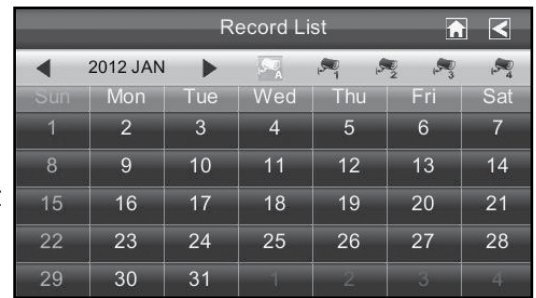 Record List
2012 JAN A 1 2 3 4
Sun Mon Tue Wed Thu Fri Sat
1 2 3 4 5 6 7
8 9 10 11 12 13 14
15 16 17 18 19 20 21
22 23 24 25 26 27 28
29 30 31 1 2 3 4